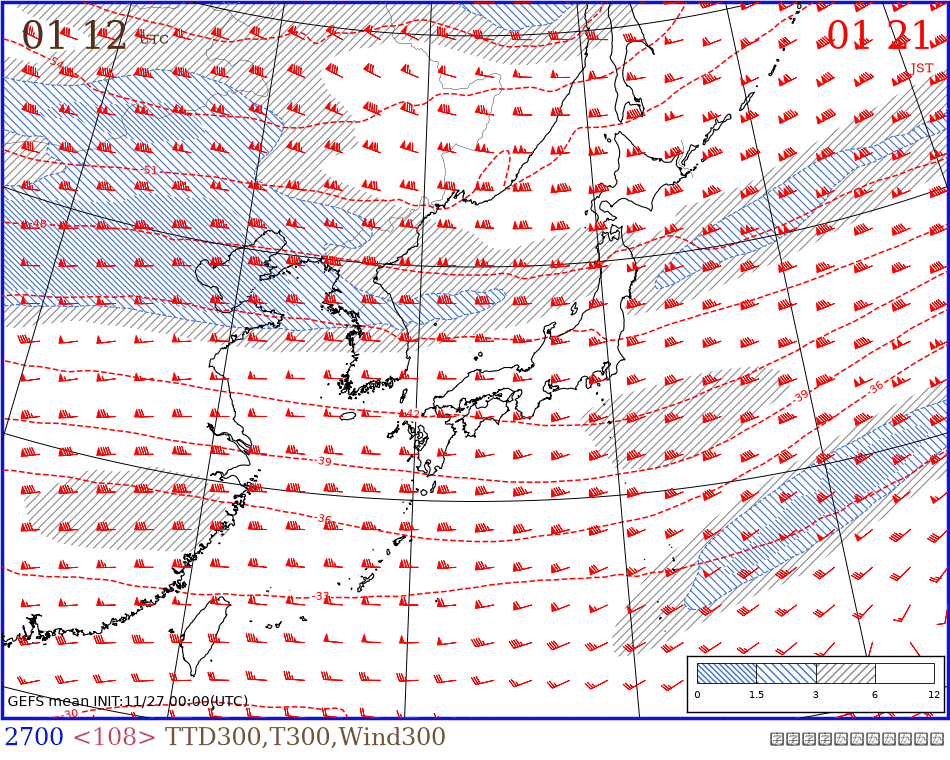 01 12 UTC
01 21
JST
-54
-51
-48
-42
-39
-39
-36
-36
-33
-30
0 1.5 3 6 12
GEFS mean INIT:11/27 00:00(UTC)
2700 <108> TTD300,T300,Wind300